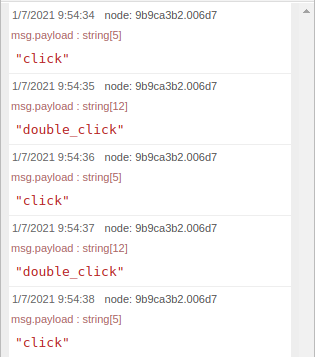 1/7/2021 9:54:34 node: 9b9ca3b2.006d7
msg.payload : string[5]
"click"
1/7/2021 9:54:35 node: 9b9ca3b2.006d7
msg.payload : string[12]
"double_click"
1/7/2021 9:54:36 node: 9b9ca3b2.006d7
msg.payload : string[5]
"click"
1/7/2021 9:54:37 node: 9b9ca3b2.006d7
msg.payload : string[12]
"double_click"
1/7/2021 9:54:38 node: 9b9ca3b2.006d7
msg.payload : string[5]
"click"